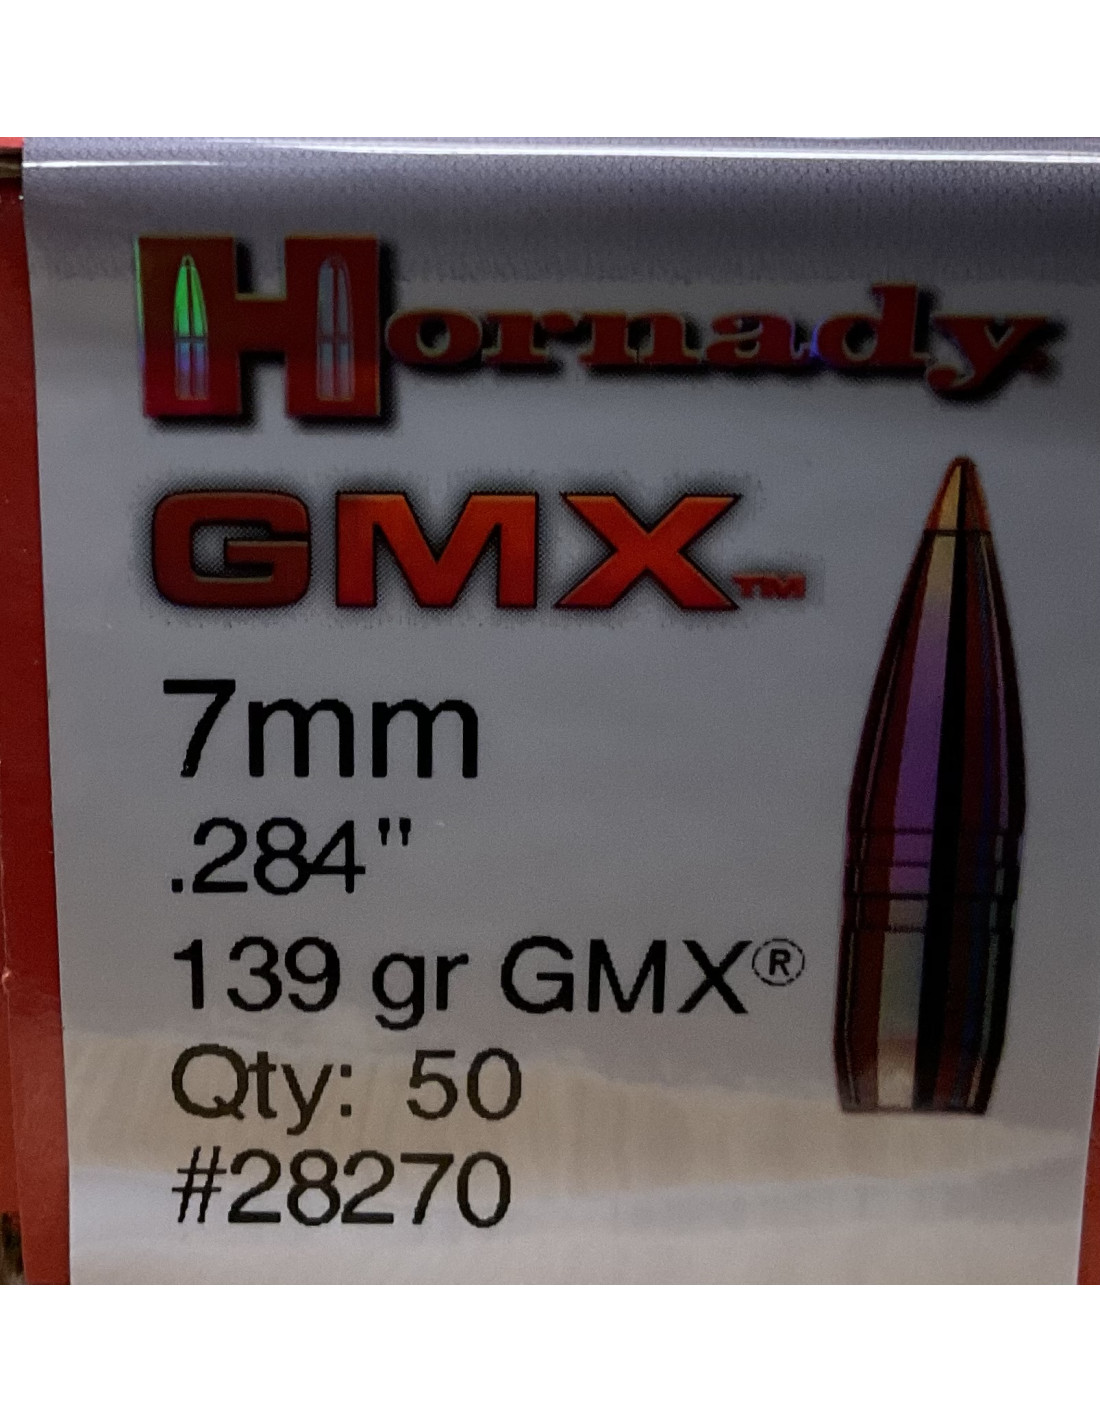 Hornady
GMX™
7mm
.284"
139 gr GMX®
Qty: 50
#28270